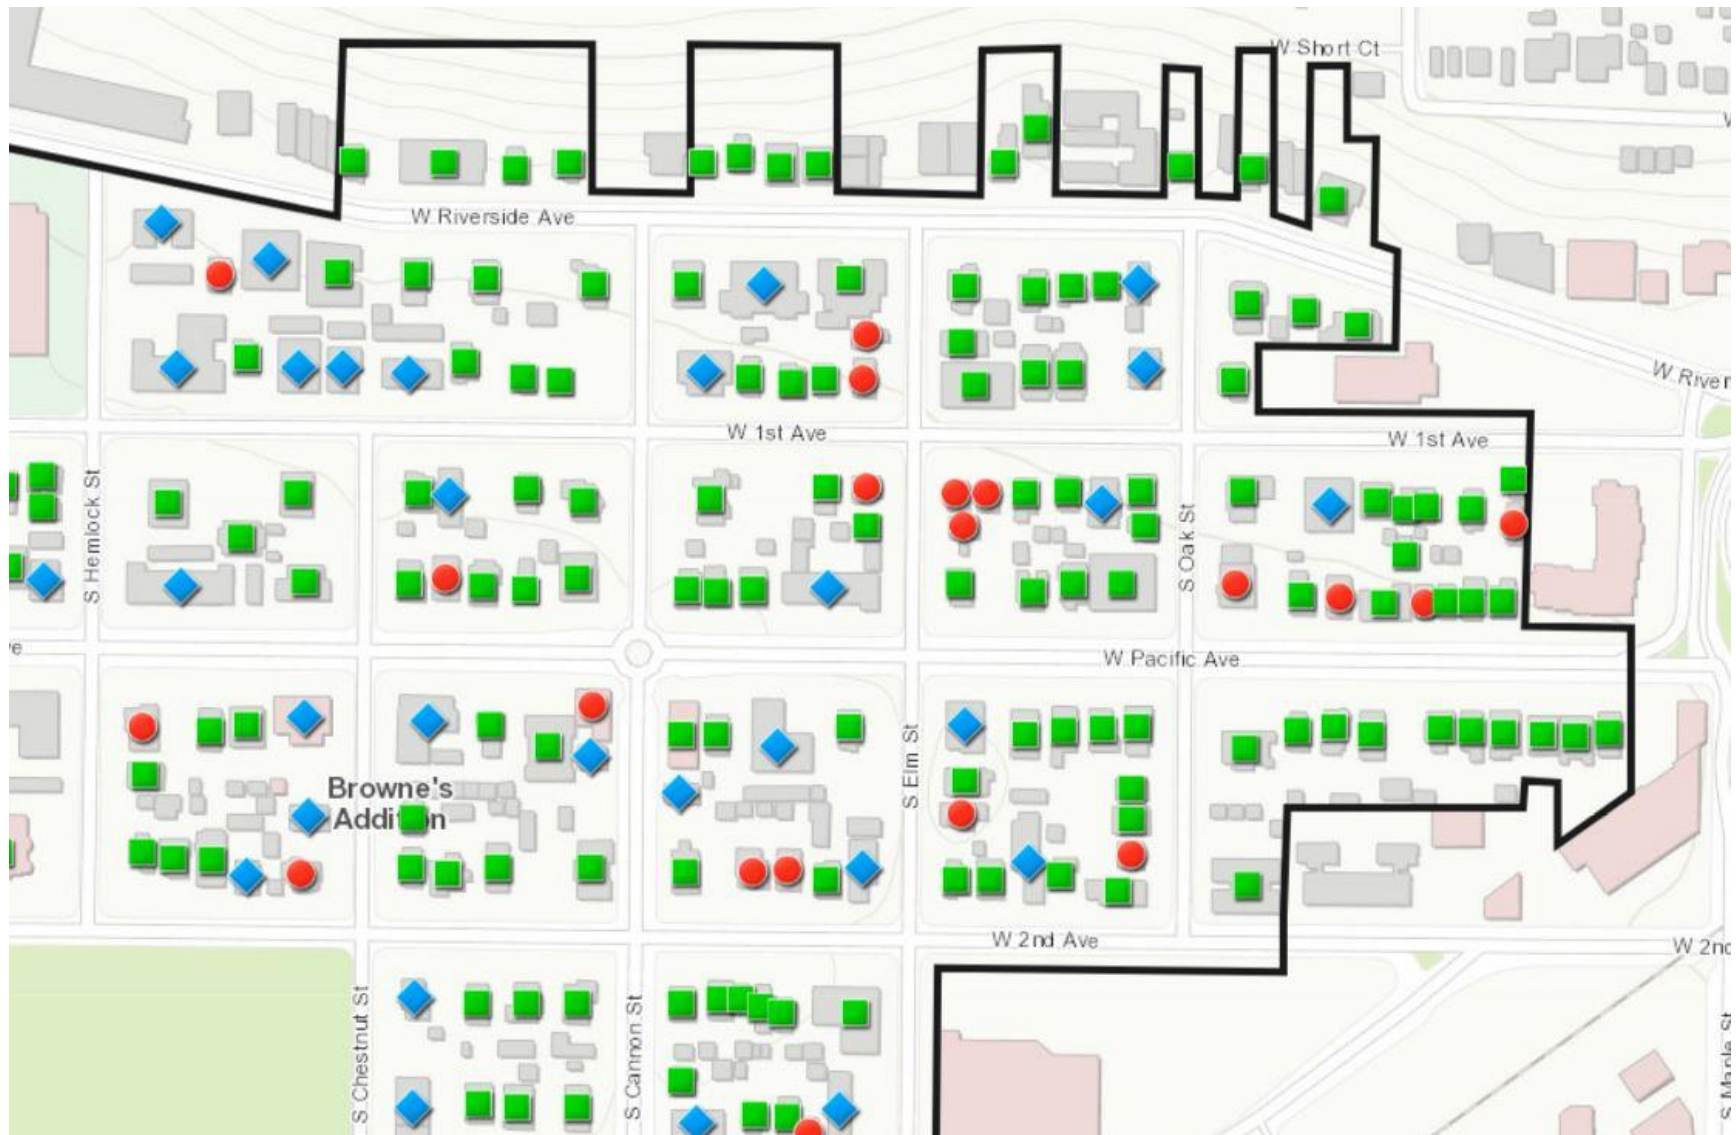 W Short Ct
W Riverside Ave
W River
W 1st Ave
W 1st Ave
S Hemlock St
S Oak St
W Pacific Ave
S Elm St
Browne's
Addition
W 2nd Ave
W 2nd
S Chestnut St
S Cannon St
S Maple St